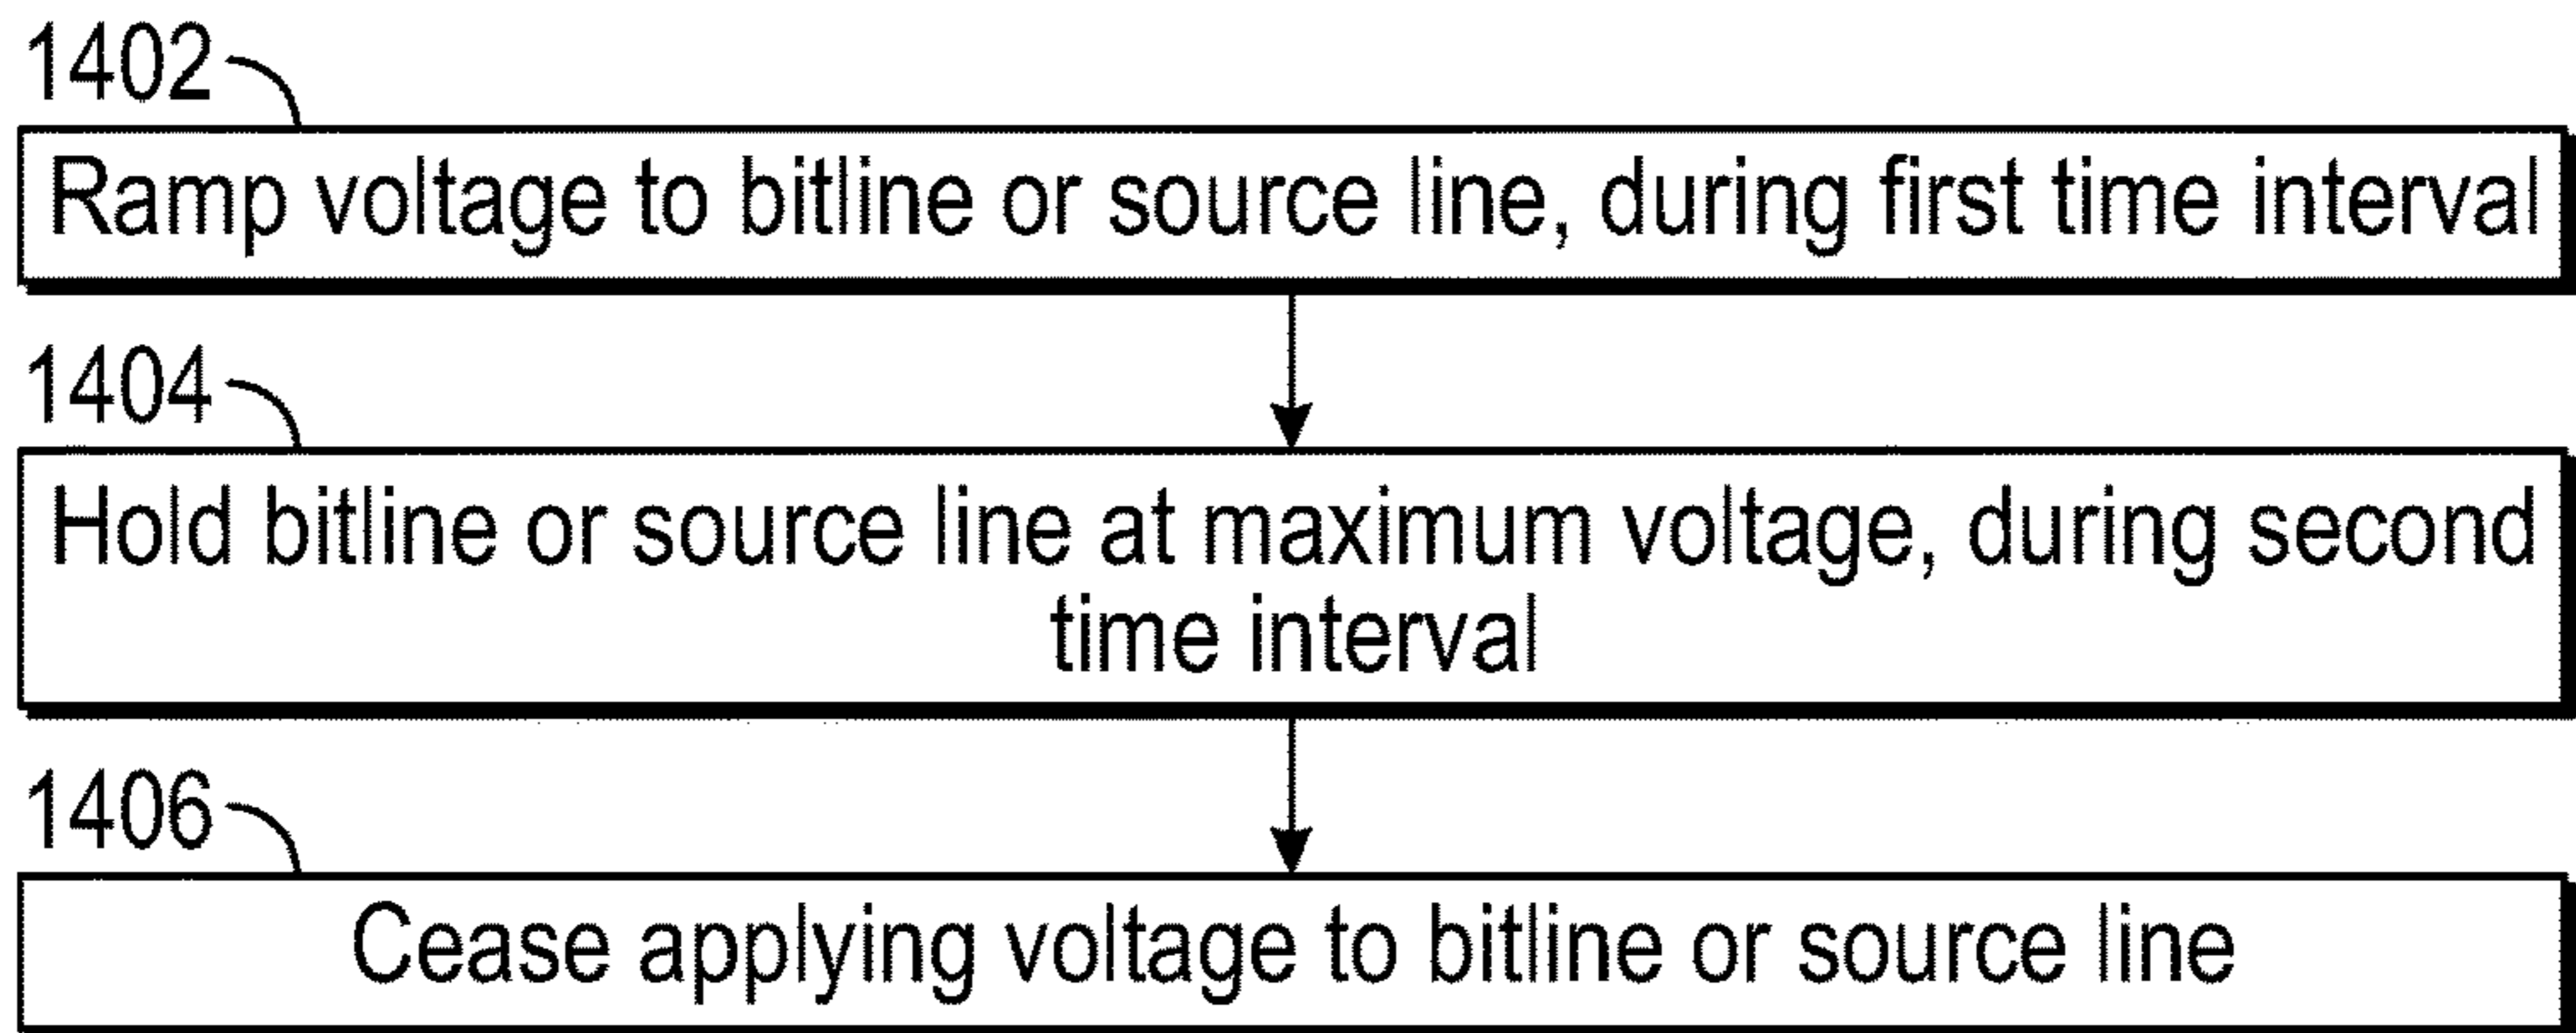 1402
Ramp voltage to bitline or source line, during first time interval
1404
Hold bitline or source line at maximum voltage, during second
time interval
1406
Cease applying voltage to bitline or source line